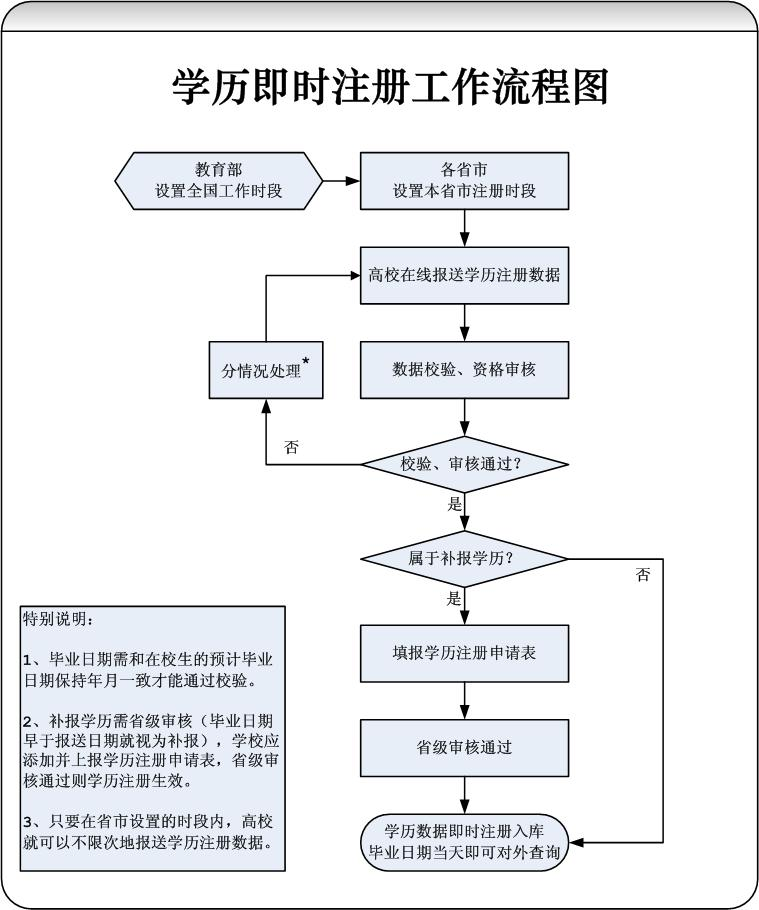 学历即时注册工作流程图
教育部
设置全国工作时段
各省市
设置本省市注册时段
高校在线报送学历注册数据
分情况处理*
数据校验、资格审核
校验、审核通过?
否
是
属于补报学历?
否
是
填报学历注册申请表
省级审核通过
学历数据即时注册入库
毕业日期当天即可对外查询
特别说明:
1、毕业日期需和在校生的预计毕业
日期保持年月一致才能通过校验。
2、补报学历需省级审核（毕业日期
早于报送日期就视为补报），学校应
添加并上报学历注册申请表，省级审
核通过则学历注册生效。
3、只要在省市设置的时段内，高校
就可以不限次地报送学历注册数据。